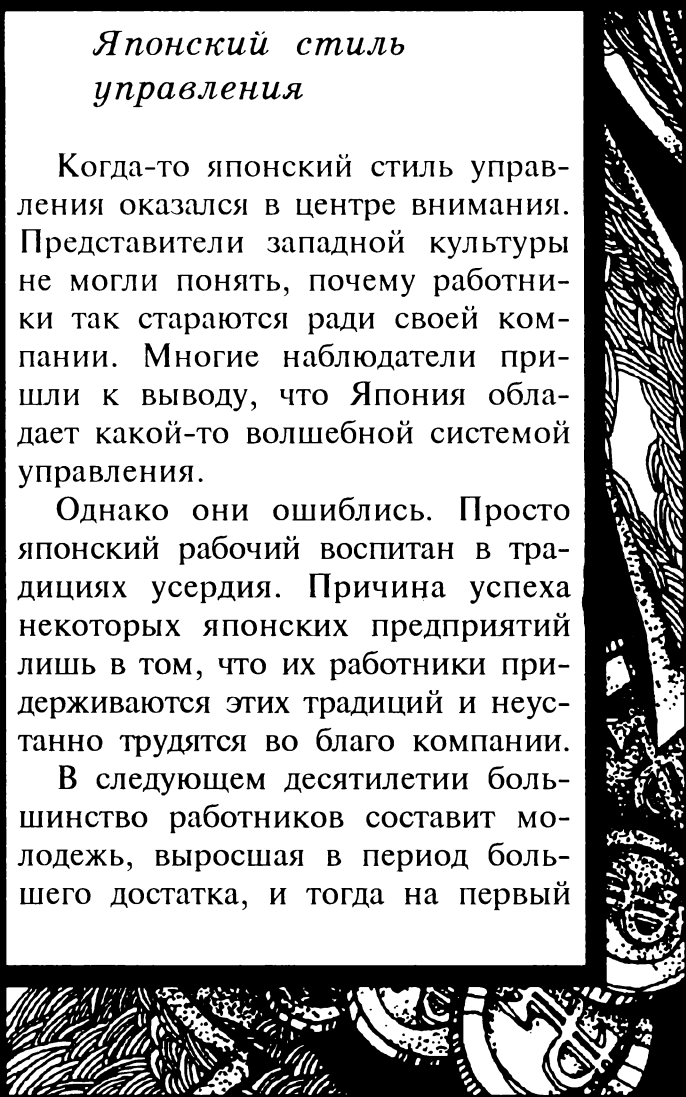 Японский стиль
управления
Когда-то японский стиль управ-
ления оказался в центре внимания.
Представители западной культуры
не могли понять, почему работни-
ки так стараются ради своей ком-
пании. Многие наблюдатели при-
шли к выводу, что Япония обла-
дает какой-то волшебной системой
управления.
Однако они ошиблись. Просто
японский рабочий воспитан в тра-
дициях усердия. Причина успеха
некоторых японских предприятий
лишь в том, что их работники при-
держиваются этих традиций и неус-
танно трудятся во благо компании.
В следующем десятилетии боль-
шинство работников составит мо-
лодежь, выросшая в период боль-
шего достатка, и тогда на первый